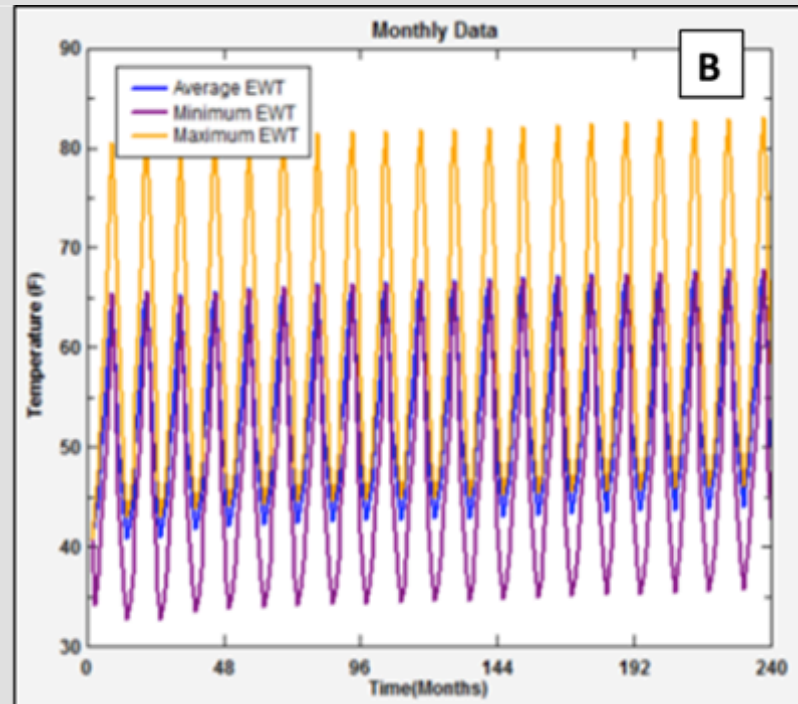 Monthly Data
B
Average EWT
Minimum EWT
Maximum EWT
90
80
70
60
50
40
30
Temperature (F)
0 48 96 144 192 240
Time(Months)